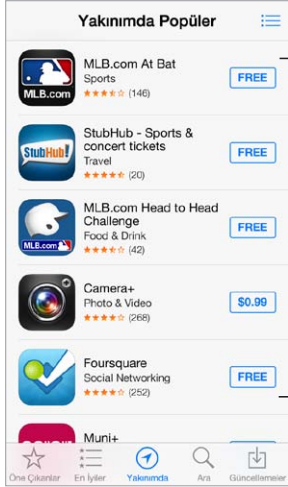 Yakınımda Popüler
MLB.com
MLB.com At Bat
Sports
(146)
FREE
StubHub!
StubHub - Sports &
concert tickets
Travel
(20)
FREE
MLB.com
MLB.com Head to Head
Challenge
Food & Drink
(42)
FREE
Camera+
Photo & Video
(268)
$0.99
Foursquare
Social Networking
(252)
FREE
Muni+
Öne Çıkanlar
En İyiler
Yakınımda
Ara
Güncellemeler